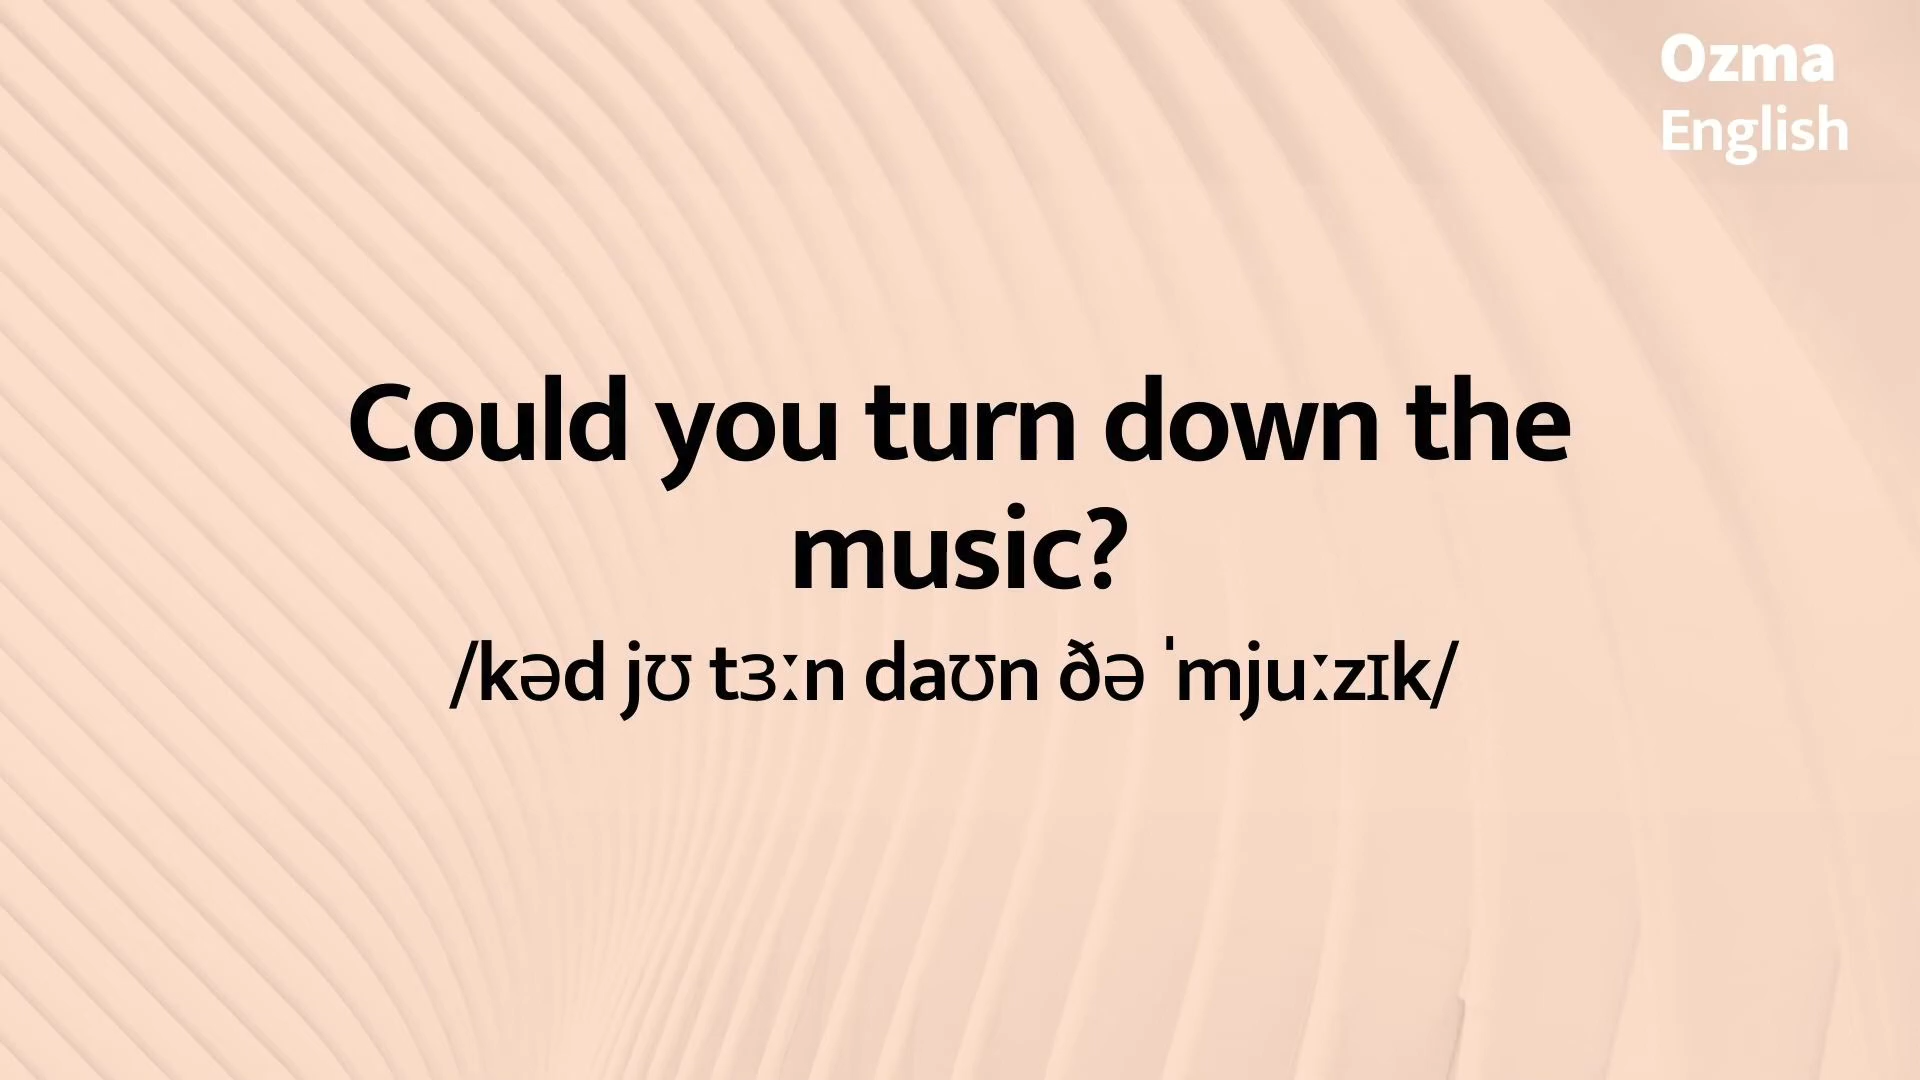 Ozma
English
Could you turn down the
music?
/kəd jʊ tɜːn daʊn ðə ˈmjuːzɪk/